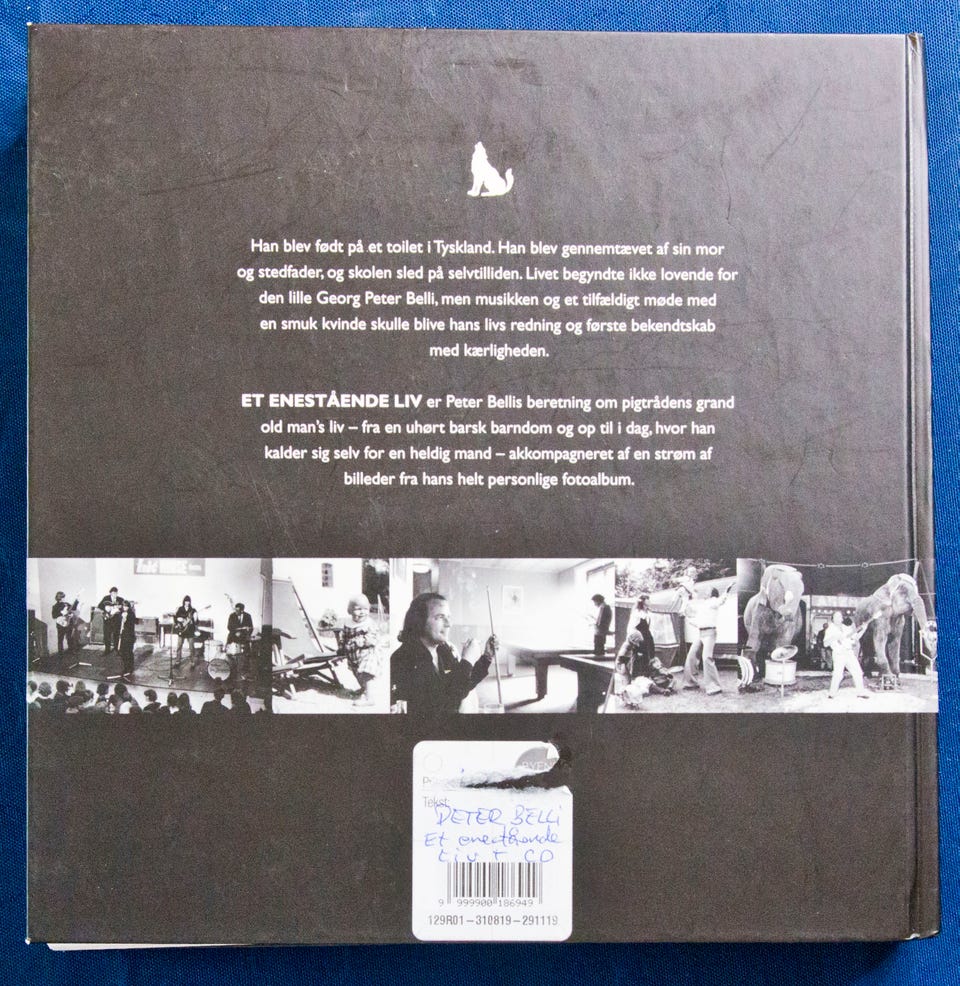 Han blev født på et toilet i Tyskland. Han blev gennemtævet af sin mor
og stedfader, og skolen sled på selvtilliden. Livet begyndte ikke lovende for
den lille Georg Peter Belli, men musikken og et tilfældigt møde med
en smuk kvinde skulle blive hans livs redning og første bekendtskab
med kærligheden.
ET ENESTÅENDE LIV er Peter Bellis beretning om pigtrådens grand
old man's liv – fra en uhørt barsk barndom og op til i dag, hvor han
kalder sig selv for en heldig mand – akkompagneret af en strøm af
billeder fra hans helt personlige fotoalbum.
Tekst:
PETER BELLI
Et enestående
Liv + CD
9 999900 186949
129R01-310819-291119